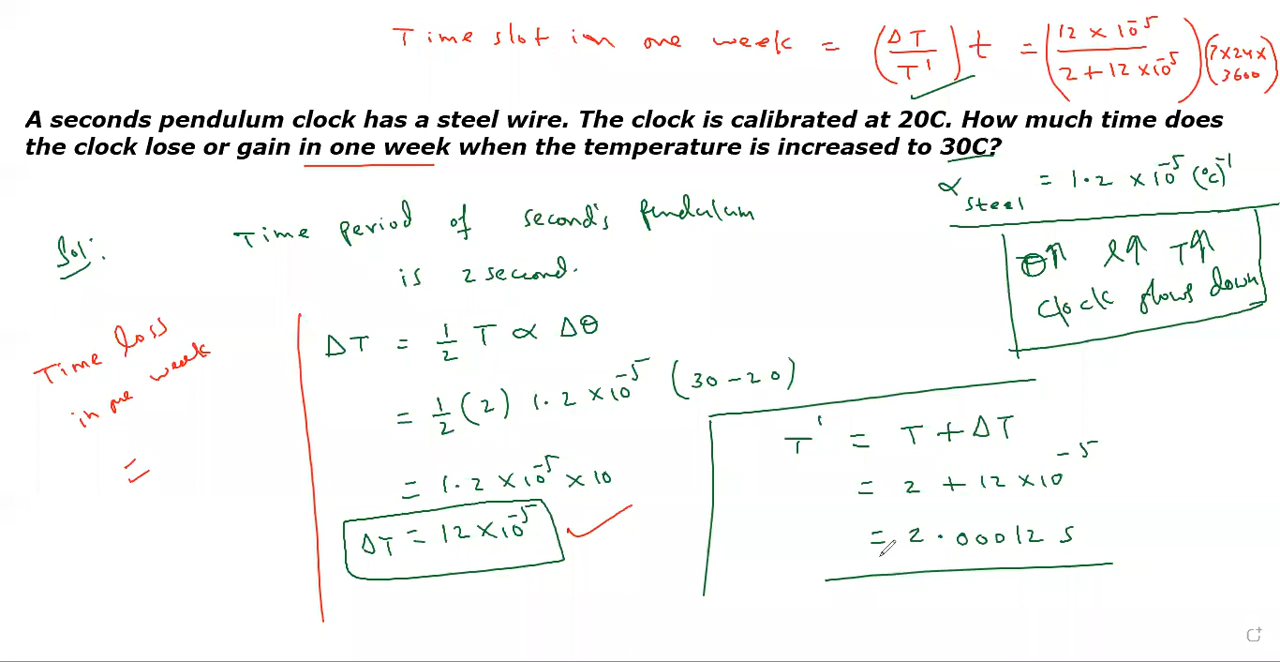 Time slot in one week = (ΔT/T') t = (12 × 10⁻⁵ / 2 + 12 × 10⁻⁵) (7×24× 3600)
A seconds pendulum clock has a steel wire. The clock is calibrated at 20C. How much time does
the clock lose or gain in one week when the temperature is increased to 30C?
α steel = 1.2 × 10⁻⁵ (°C)⁻¹
θ↑ l↑ T↑
Clock slows down
Sol:
Time period of second's pendulum
is 2 second.
Time loss
in one week
=
ΔT = 1/2 T α Δθ
= 1/2 (2) 1.2 × 10⁻⁵ (30 - 20)
= 1.2 × 10⁻⁵ × 10
ΔT = 12 × 10⁻⁵
T' = T + ΔT
= 2 + 12 × 10⁻⁵
= 2.00012 s